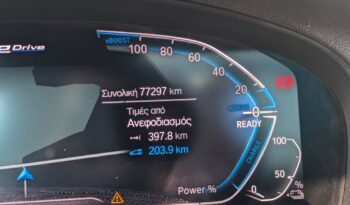 eDrive
eBOOST
100 80 60 40 20 0
Συνολική 77297 km
Τιμές από
Ανεφοδιασμός
397.8 km
203.9 km
eDRIVE
READY
CHARGE
Power %
100
50
0
%